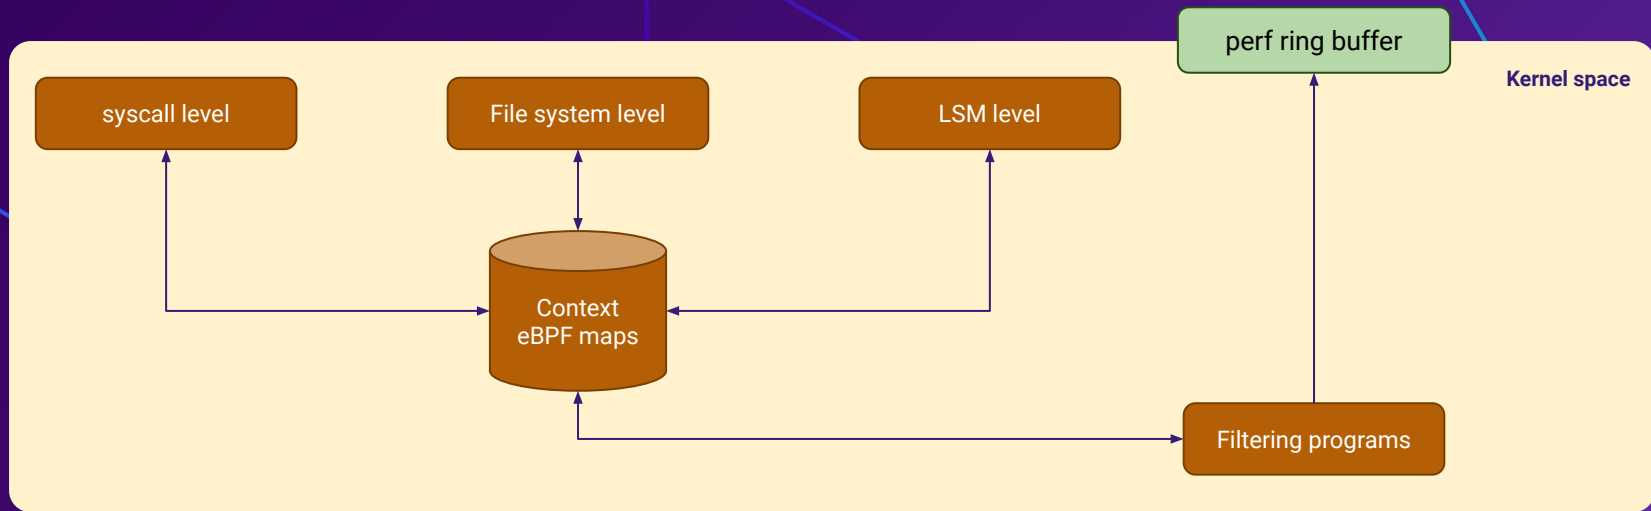 perf ring buffer
Kernel space
syscall level
File system level
LSM level
Context
eBPF maps
Filtering programs